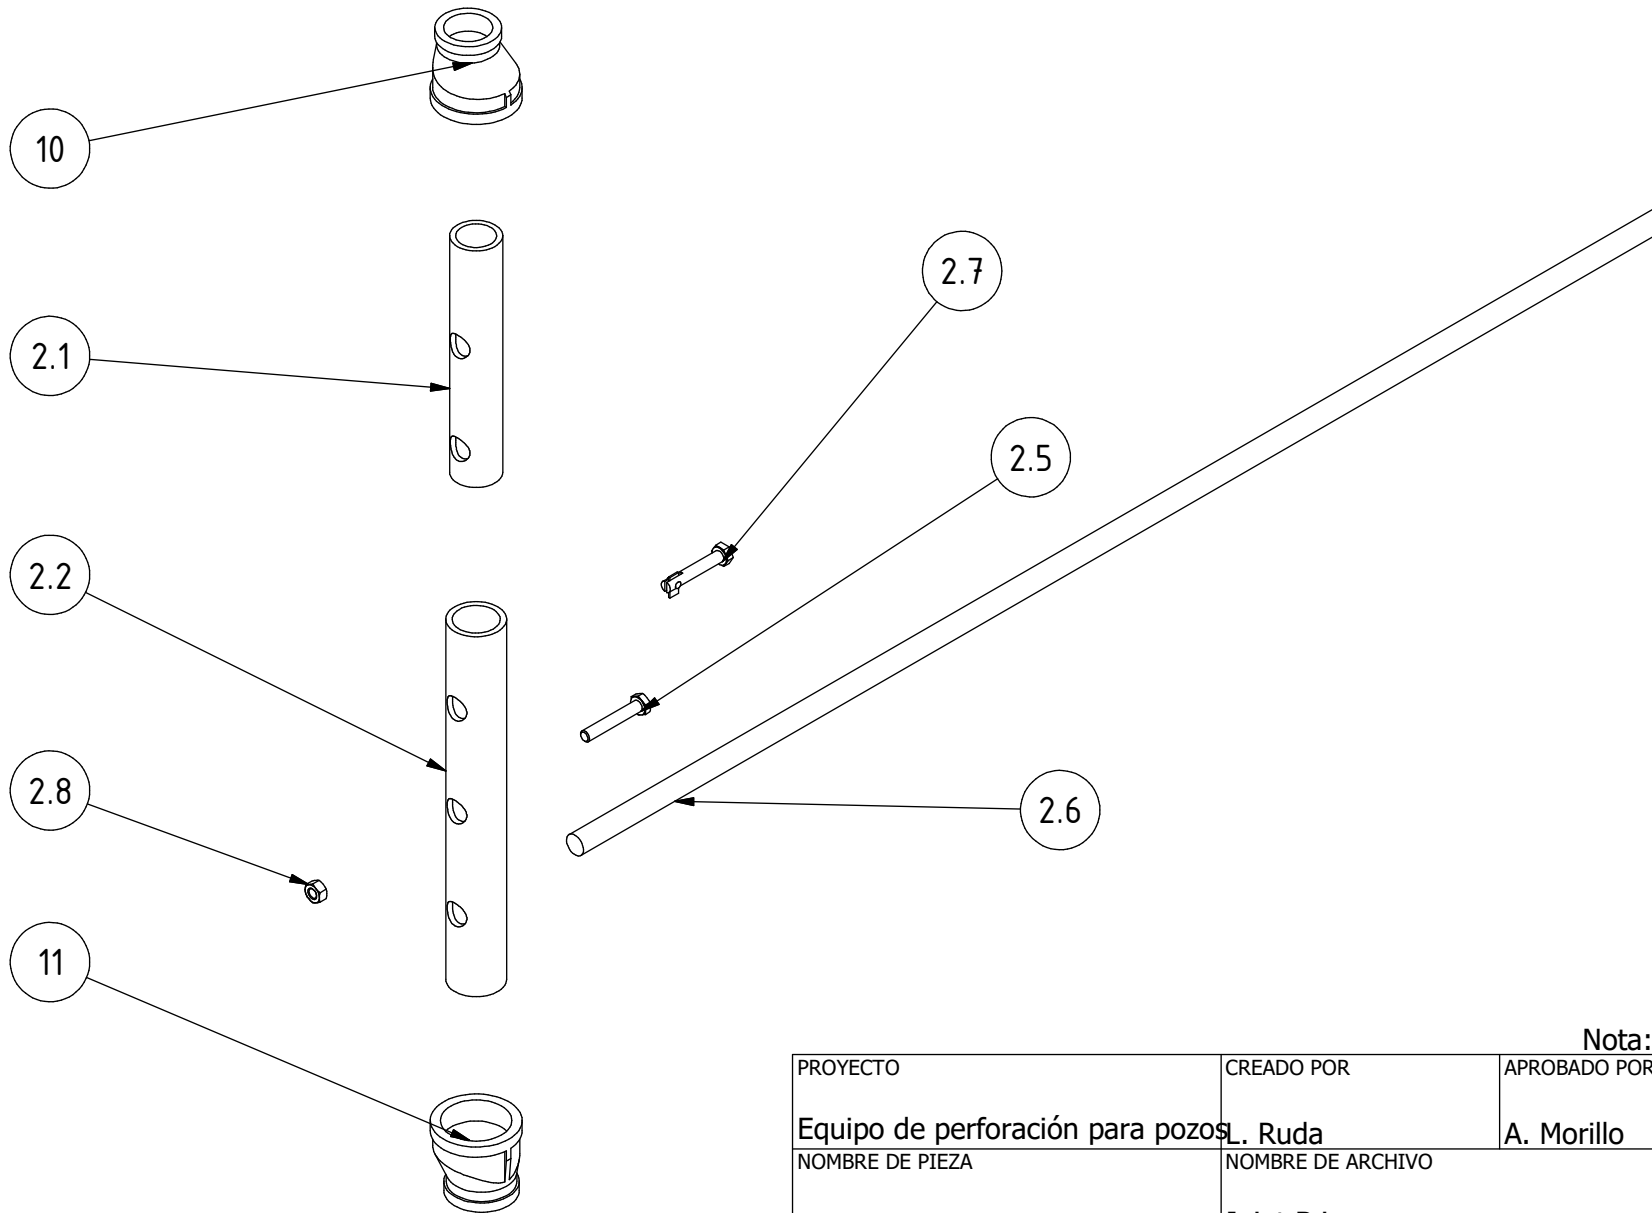 10
2.1
2.7
2.5
2.2
2.8
2.6
11
Nota:
PROYECTO
CREADO POR
APROBADO POR
Equipo de perforación para pozos
L. Ruda
A. Morillo
NOMBRE DE PIEZA
NOMBRE DE ARCHIVO